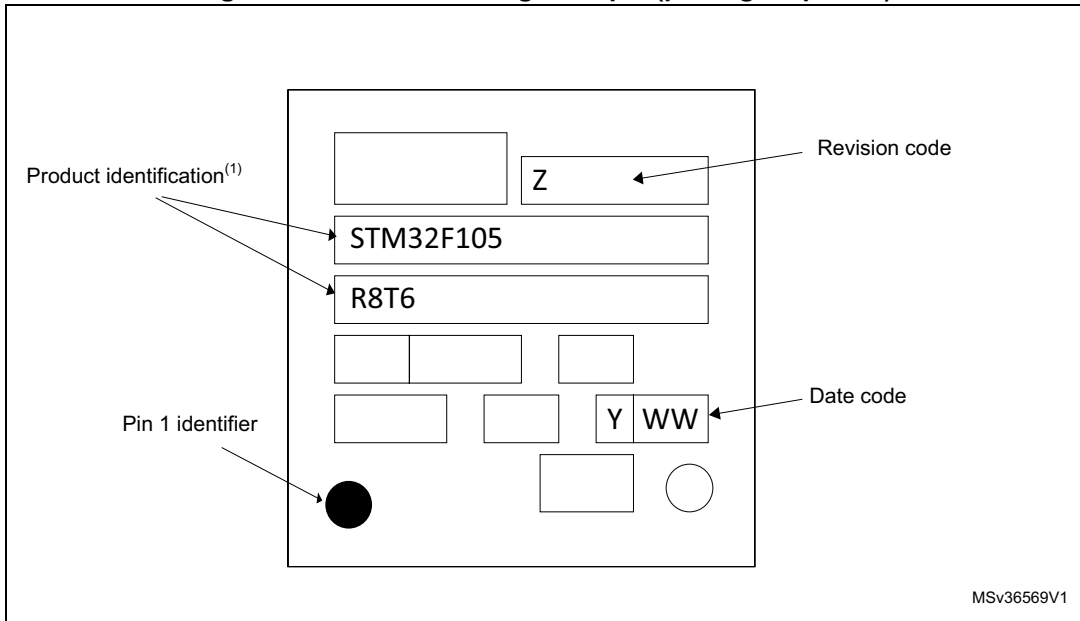 Revision code
Z
Product identification(1)
STM32F105
R8T6
Date code
Y WW
Pin 1 identifier
MSv36569V1